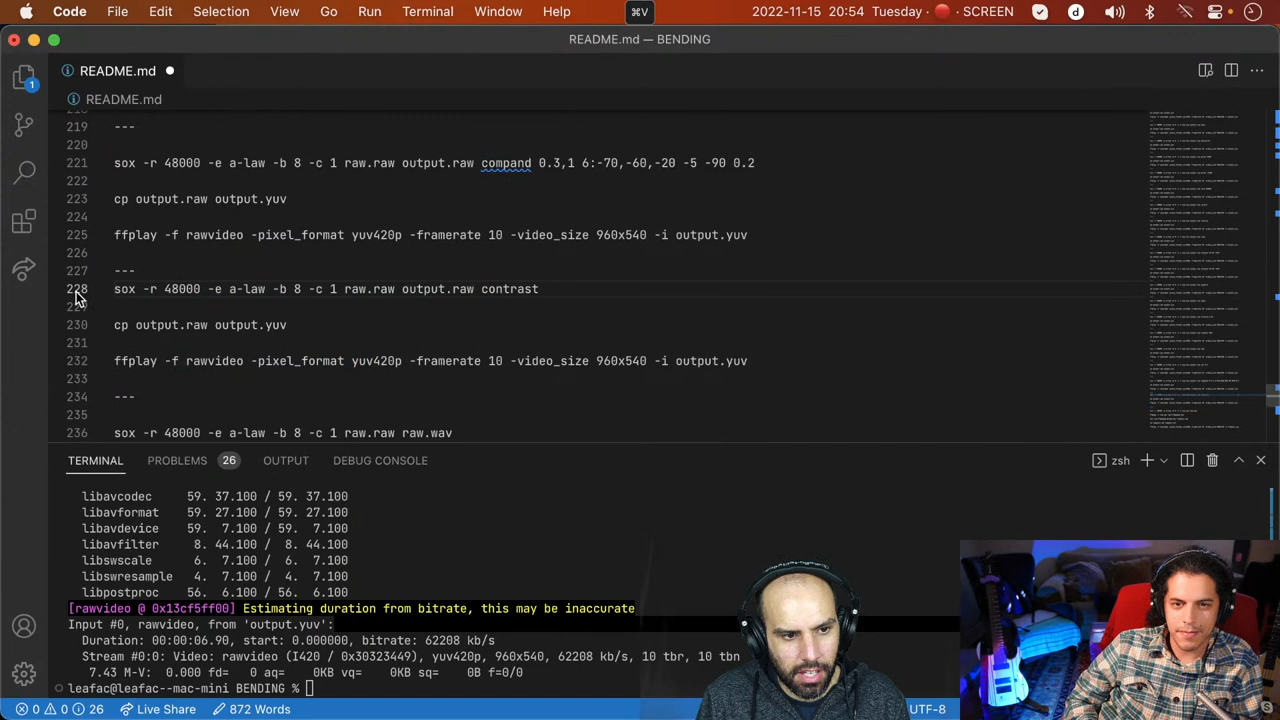 Code File Edit Selection View Go Run Terminal Window Help ⌘V 2022-11-15 20:54 Tuesday SCREEN
README.md — BENDING
README.md
README.md
219 ---
220
221 sox -r 48000 -e a-law -b 8 -c 1 raw.raw output.raw compand 0.3,1 6:-70,-60,-20 -5 -90 0.2
222
223 cp output.raw output.yuv
224
225 ffplay -f rawvideo -pixel_format yuv420p -framerate 10 -video_size 960x540 -i output.yuv
226
227 ---
228 sox -r 48000 -e a-law -b 8 -c 1 raw.raw output.raw contrast
229
230 cp output.raw output.yuv
231
232 ffplay -f rawvideo -pixel_format yuv420p -framerate 10 -video_size 960x540 -i output.yuv
233
234 ---
235
236 sox -r 48000 -e a-law -b 8 -c 1 raw.raw raw.wav
TERMINAL PROBLEMS 26 OUTPUT DEBUG CONSOLE zsh
libavcodec 59. 37.100 / 59. 37.100
libavformat 59. 27.100 / 59. 27.100
libavdevice 59. 7.100 / 59. 7.100
libavfilter 8. 44.100 / 8. 44.100
libswscale 6. 7.100 / 6. 7.100
libswresample 4. 7.100 / 4. 7.100
libpostproc 56. 6.100 / 56. 6.100
[rawvideo @ 0x13cf5ff00] Estimating duration from bitrate, this may be inaccurate
Input #0, rawvideo, from 'output.yuv':
Duration: 00:00:06.90, start: 0.000000, bitrate: 62208 kb/s
Stream #0:0: Video: rawvideo (I420 / 0x30323449), yuv420p, 960x540, 62208 kb/s, 10 tbr, 10 tbn
7.43 M-V: 0.000 fd= 0 aq= 0KB vq= 0KB sq= 0B f=0/0
leafac@leafac--mac-mini BENDING %
0 0 26 Live Share 872 Words UTF-8